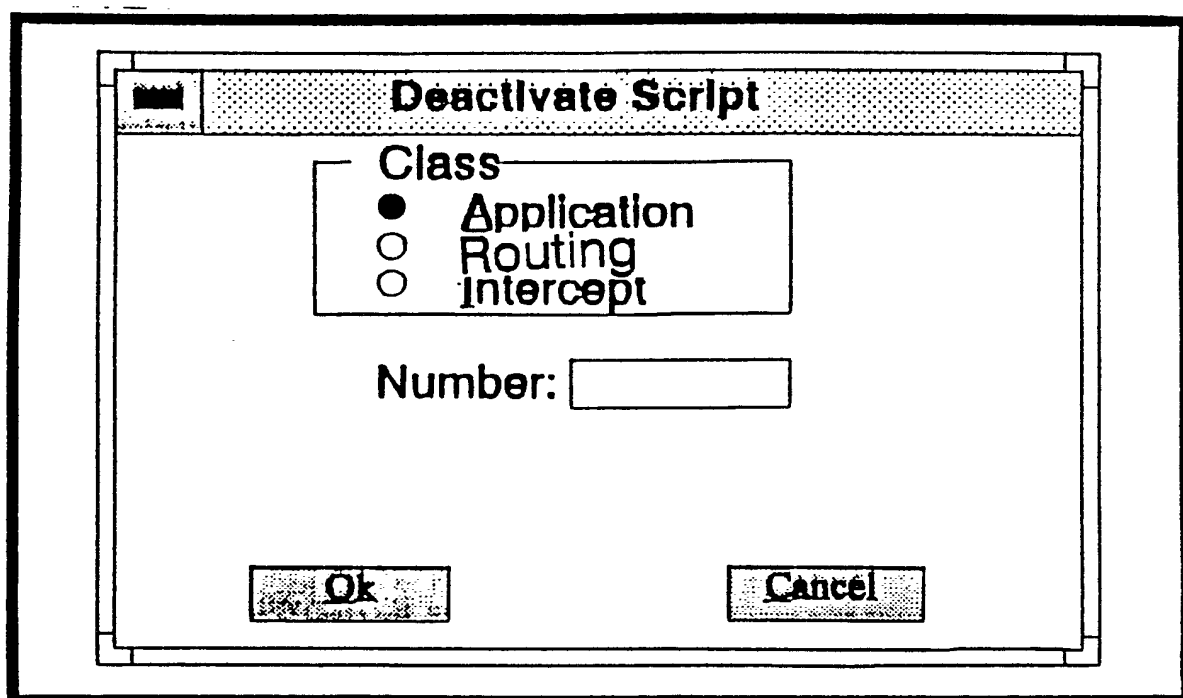 Deactivate Script
Class
Application
Routing
Intercept
Number:
Ok
Cancel